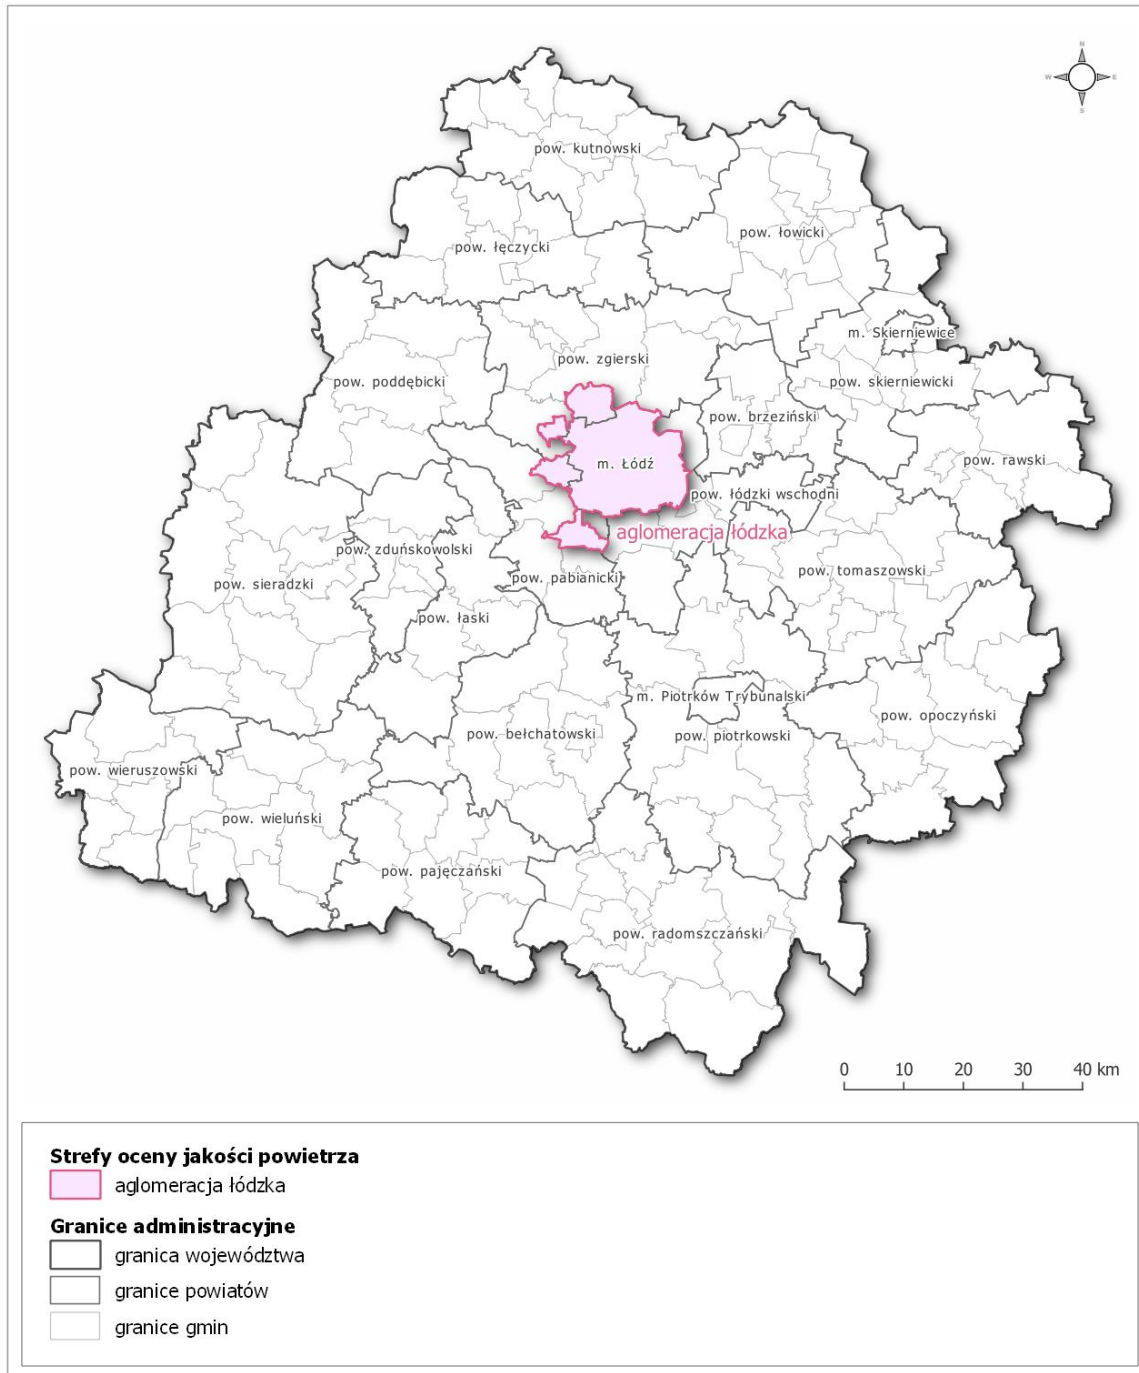 N
W E
S
pow. kutnowski
pow. łowicki
pow. łęczycki
m. Skierniewice
pow. zgierski
pow. poddębicki
pow. skierniewicki
pow. brzeziński
m. Łódź
pow. rawski
pow. łódzki wschodni
aglomeracja łódzka
pow. zduńskowolski
pow. tomaszowski
pow. pabianicki
pow. sieradzki
pow. łaski
m. Piotrków Trybunalski
pow. opoczyński
pow. bełchatowski
pow. piotrkowski
pow. wieruszowski
pow. wieluński
pow. pajęczański
pow. radomszczański
0 10 20 30 40 km
Strefy oceny jakości powietrza
aglomeracja łódzka
Granice administracyjne
granica województwa
granice powiatów
granice gmin